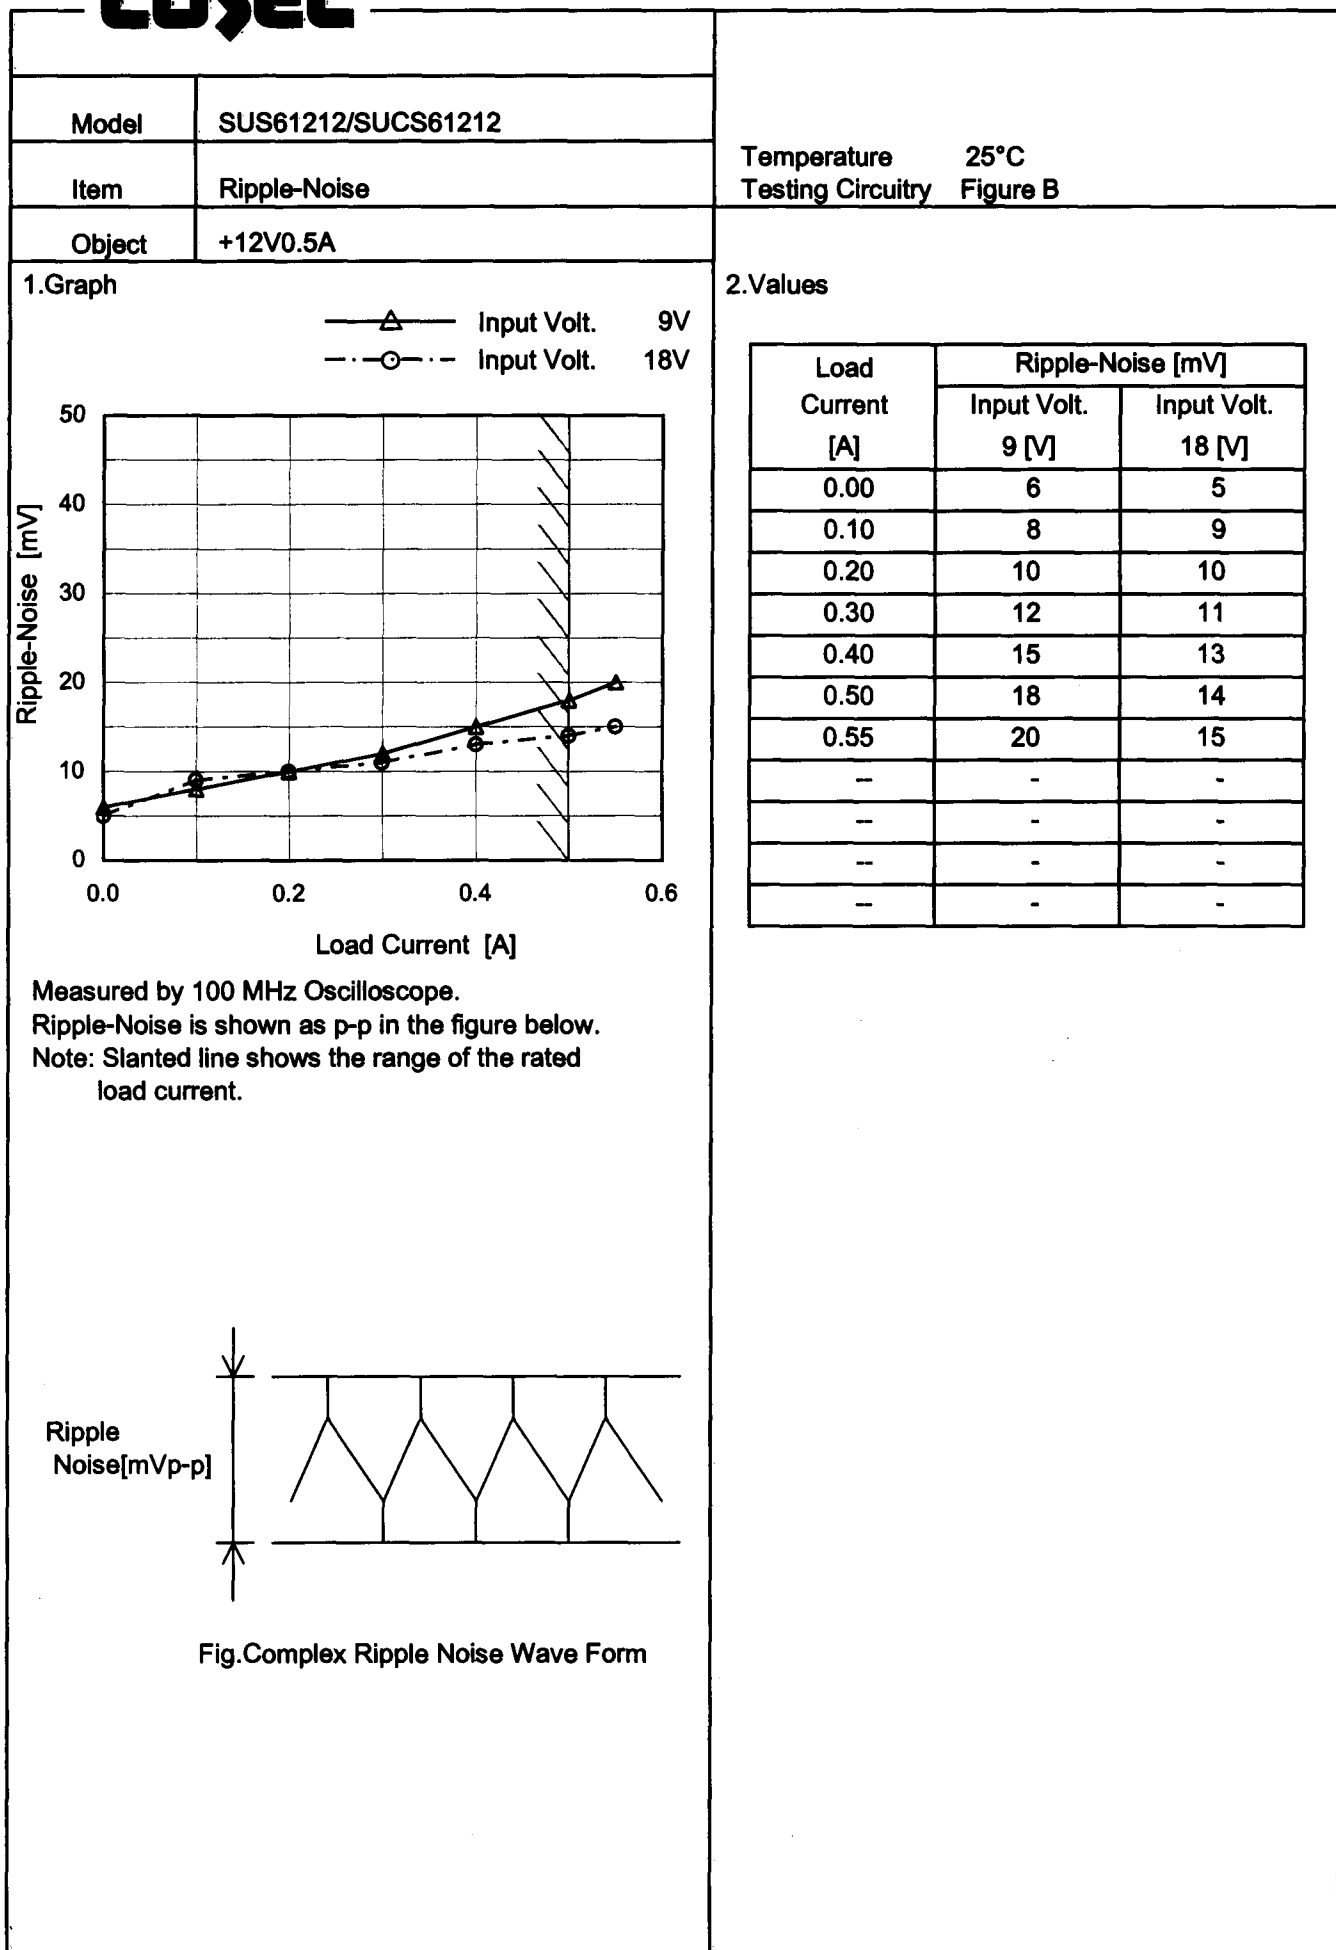 COSEL
Model SUS61212/SUCS61212
Item Ripple-Noise
Object +12V0.5A
Temperature 25°C
Testing Circuitry Figure B
1.Graph
Input Volt. 9V
Input Volt. 18V
Ripple-Noise [mV]
50
40
30
20
10
0
0.0 0.2 0.4 0.6
Load Current [A]
Measured by 100 MHz Oscilloscope.
Ripple-Noise is shown as p-p in the figure below.
Note: Slanted line shows the range of the rated
load current.
Ripple
Noise[mVp-p]
Fig.Complex Ripple Noise Wave Form
2.Values
Load Ripple-Noise [mV]
Current Input Volt. Input Volt.
[A] 9 [V] 18 [V]
0.00 6 5
0.10 8 9
0.20 10 10
0.30 12 11
0.40 15 13
0.50 18 14
0.55 20 15
-- - -
-- - -
-- - -
-- - -